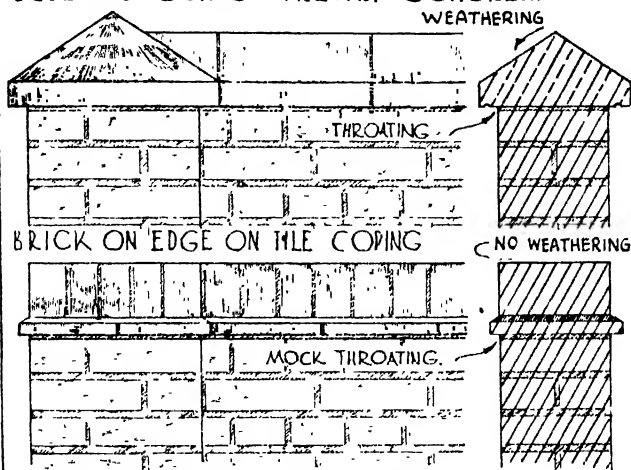 WEATHERING
THROATING
BRICK ON EDGE ON TILE COPING
NO WEATHERING
MOCK THROATING.